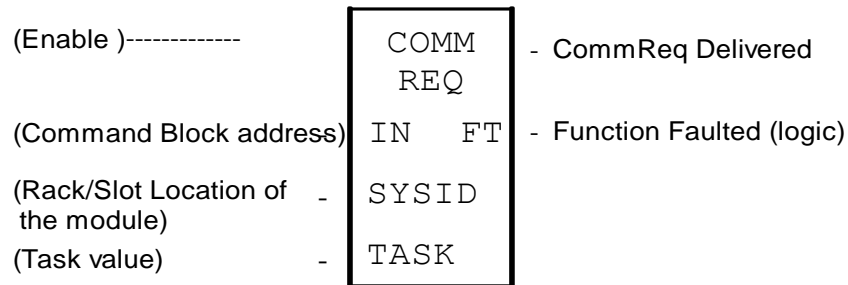 (Enable )------------- COMM - CommReq Delivered
REQ
(Command Block address)- IN FT - Function Faulted (logic)
(Rack/Slot Location of - SYSID
the module)
(Task value) - TASK